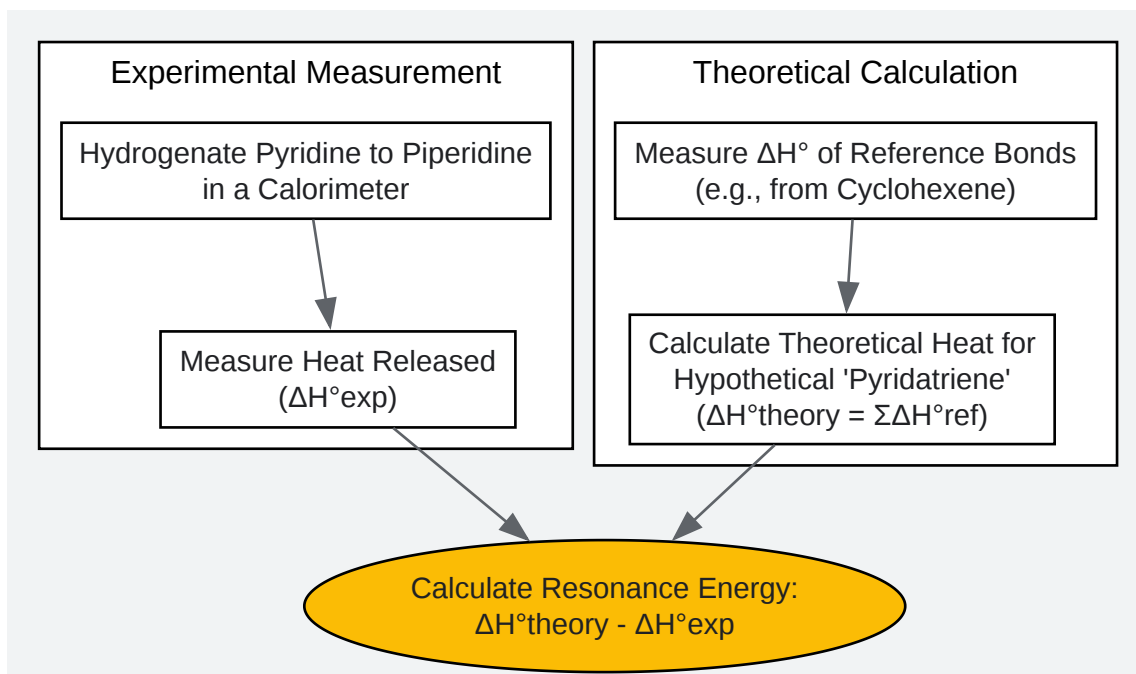 Experimental Measurement
Hydrogenate Pyridine to Piperidine
in a Calorimeter
Measure Heat Released
(ΔH°exp)
Theoretical Calculation
Measure ΔH° of Reference Bonds
(e.g., from Cyclohexene)
Calculate Theoretical Heat for
Hypothetical 'Pyridatriene'
(ΔH°theory = ΣΔH°ref)
Calculate Resonance Energy:
ΔH°theory - ΔH°exp